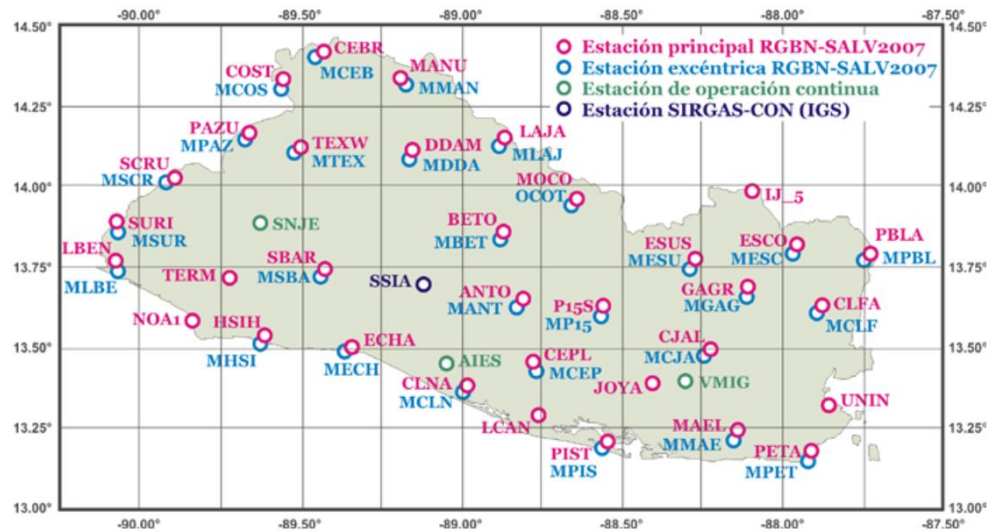 -90.00° -89.50° -89.00° -88.50° -88.00° -87.50°
14.50° 14.50°
Estación principal RGBN-SALV2007
Estación excéntrica RGBN-SALV2007
Estación de operación continua
Estación SIRGAS-CON (IGS)
CEBR
MCEB
COST
MCOS
MANU
MMAN
14.25° 14.25°
PAZU
MPAZ
TEXW
MTEX
DDAM
MDDA
LAJA
MLAJ
SCRU
MSCR
MOCO
OCOT
14.00° 14.00°
IJ_5
SURI
MSUR
SNJE
BETO
MBET
ESUS
MESU
ESCO
MESC
PBLA
MPBL
LBEN
MLBE
13.75° 13.75°
TERM
SBAR
MSBA
SSIA
ANTO
MANT
P15S
MP15
GAGR
MGAG
CLFA
MCLF
NOA1
HSIH
MHSI
ECHA
MECH
13.50° 13.50°
AIES
CEPL
MCEP
CJAL
MCJA
CLNA
MCLN
JOYA
VMIG
UNIN
LCAN
13.25° 13.25°
PIST
MPIS
MAEL
MMAE
PETA
MPET
13.00° 13.00°
-90.00° -89.50° -89.00° -88.50° -88.00° -87.50°